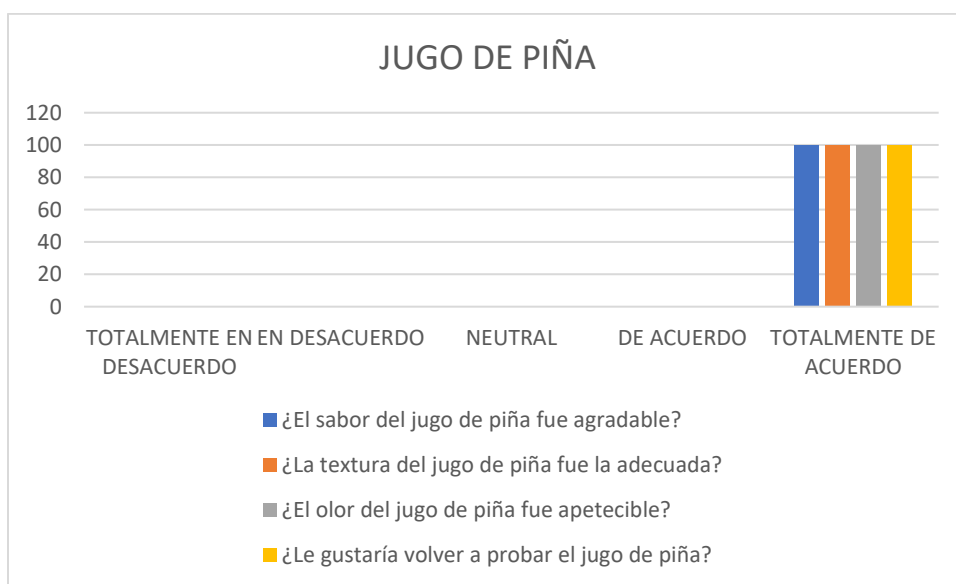 JUGO DE PIÑA
120
100
80
60
40
20
0
TOTALMENTE EN DESACUERDO
EN DESACUERDO
NEUTRAL
DE ACUERDO
TOTALMENTE DE ACUERDO
¿El sabor del jugo de piña fue agradable?
¿La textura del jugo de piña fue la adecuada?
¿El olor del jugo de piña fue apetecible?
¿Le gustaría volver a probar el jugo de piña?